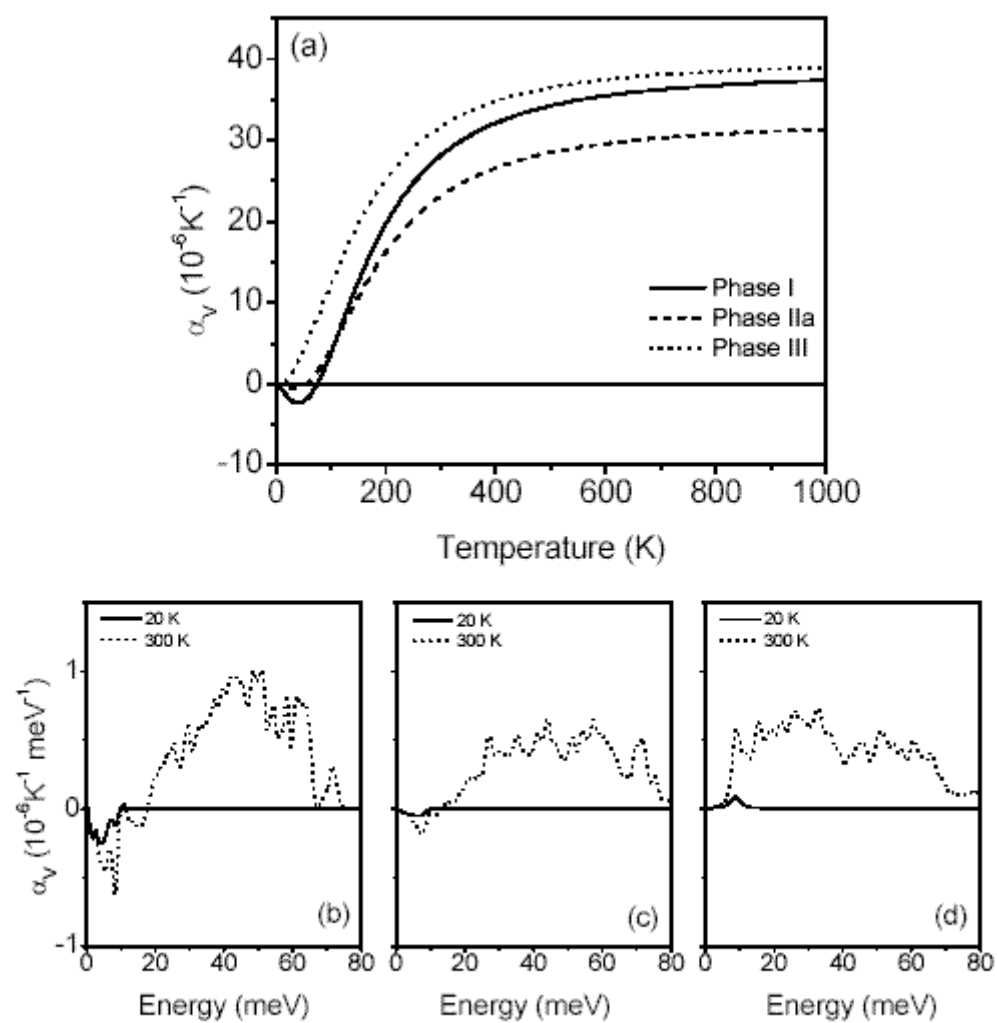 (a)
40
30
20
10
0
-10
α_V (10⁻⁶K⁻¹)
Phase I
Phase IIa
Phase III
0 200 400 600 800 1000
Temperature (K)
20 K
300 K
20 K
300 K
20 K
300 K
1
0
-1
α_V (10⁻⁶K⁻¹ meV⁻¹)
(b) (c) (d)
0 20 40 60 80 0 20 40 60 80 0 20 40 60 80
Energy (meV) Energy (meV) Energy (meV)